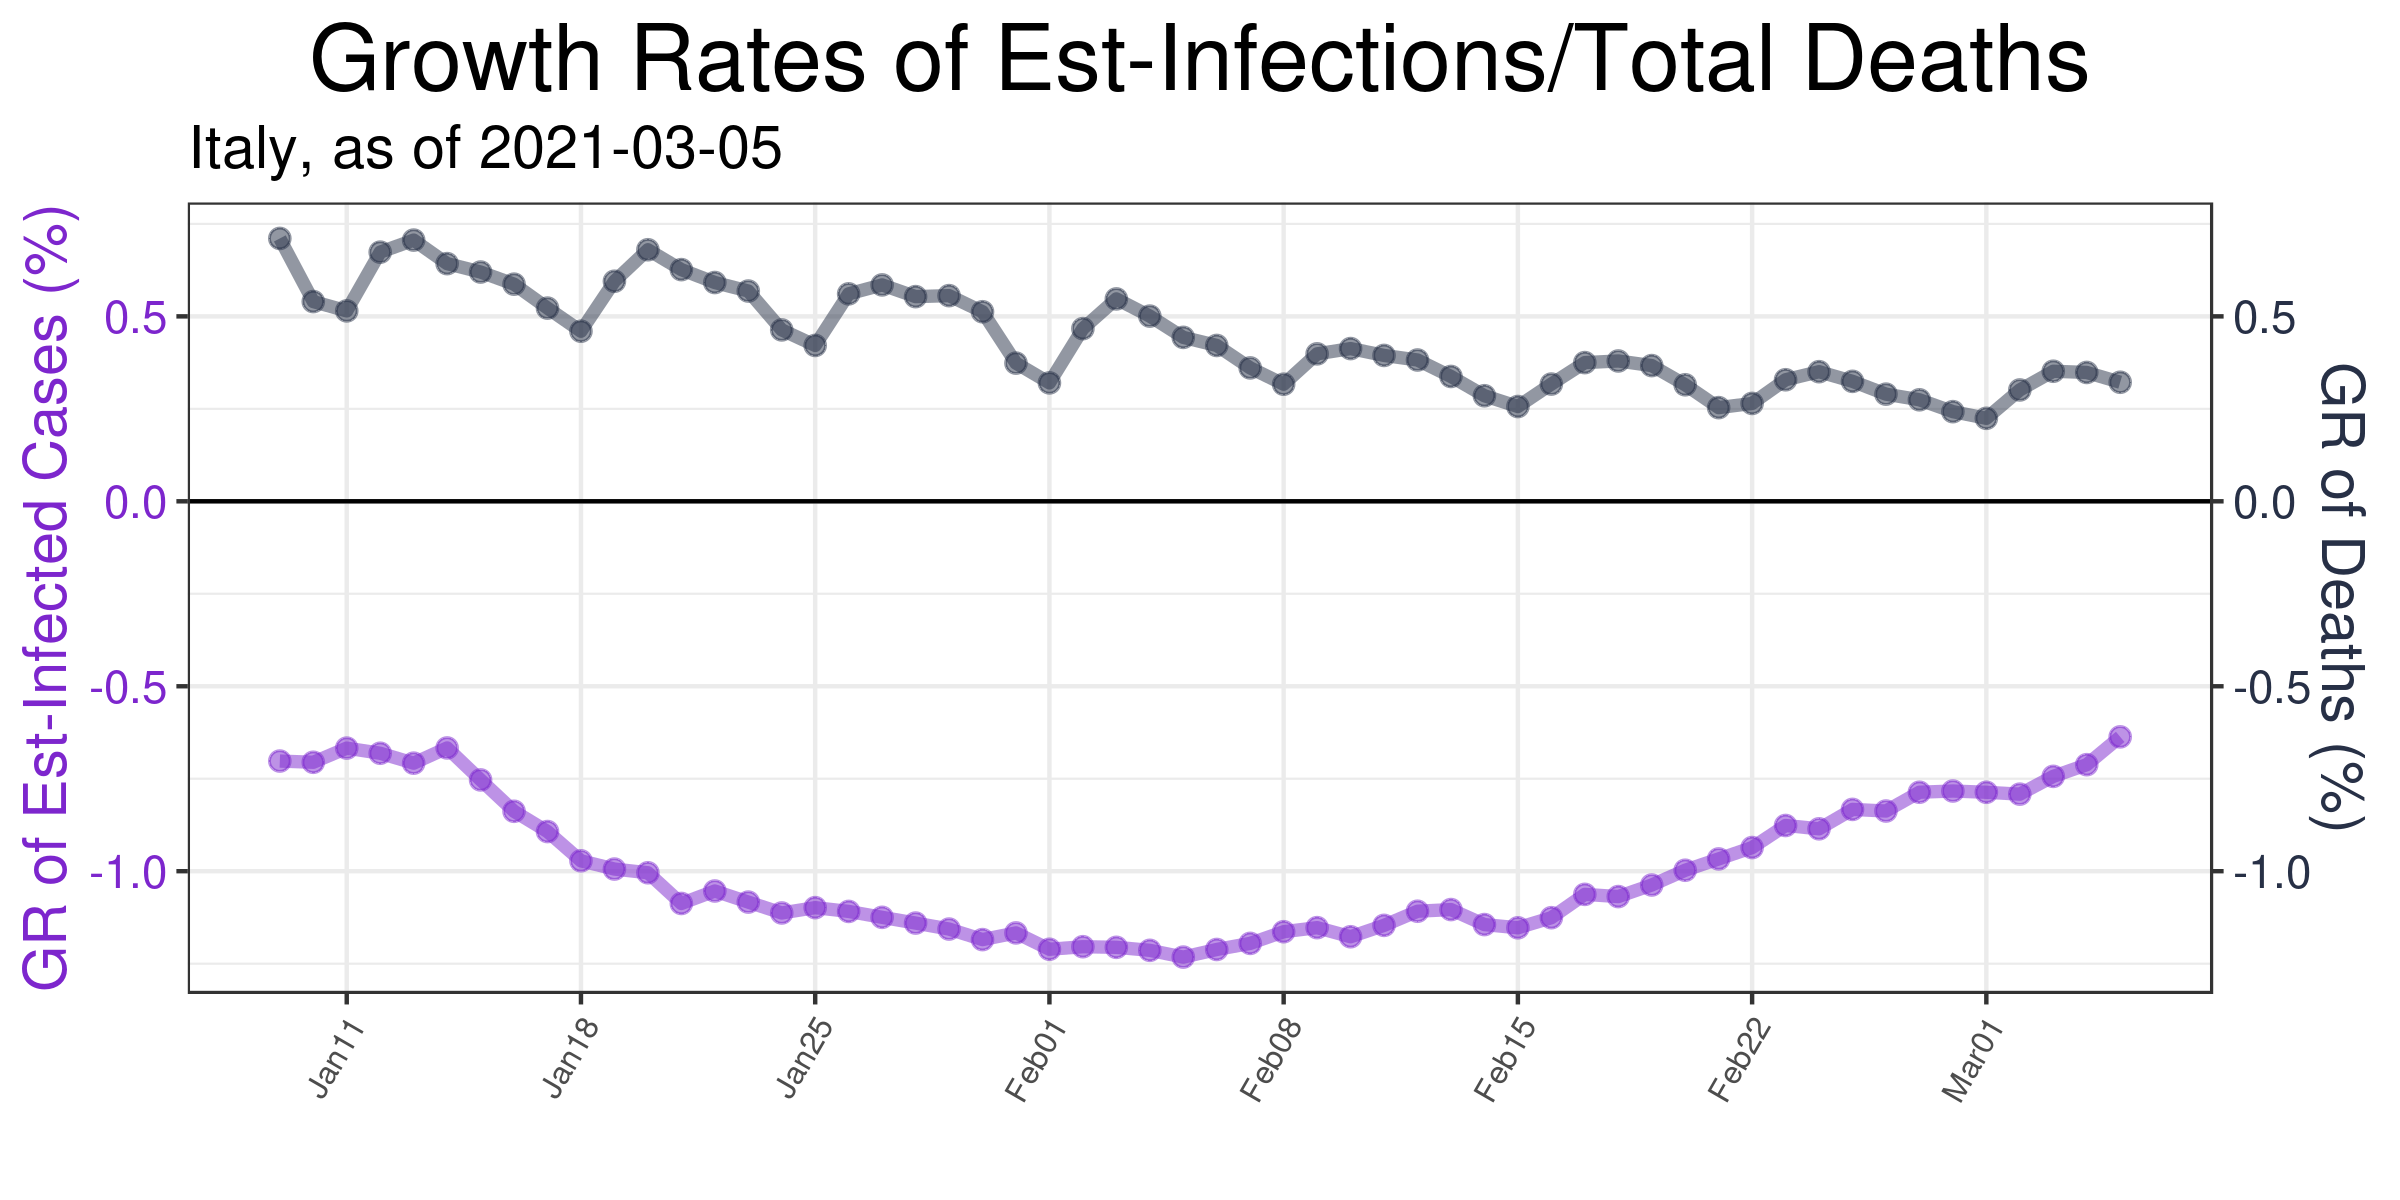 Growth Rates of Est-Infections/Total Deaths
Italy, as of 2021-03-05
GR of Est-Infected Cases (%)
0.5
0.0
-0.5
-1.0
0.5
0.0
-0.5
-1.0
GR of Deaths (%)
Jan11
Jan18
Jan25
Feb01
Feb08
Feb15
Feb22
Mar01